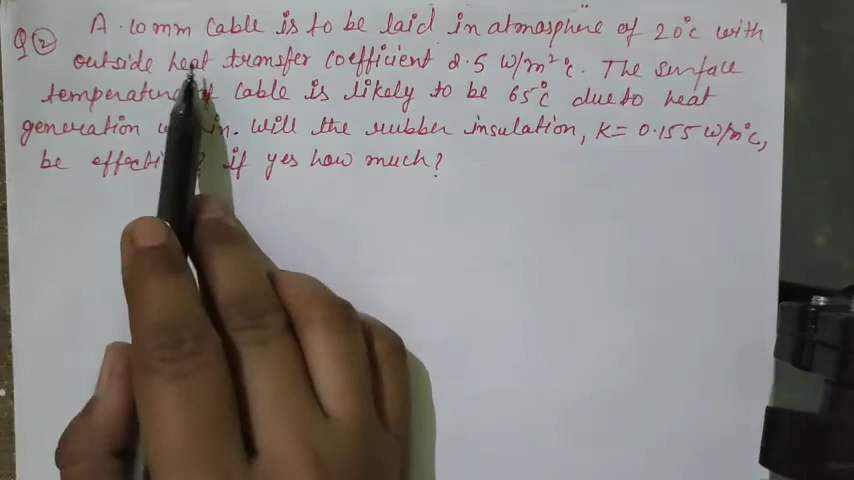 Q② A 10mm cable is to be laid in atmosphere of 20°C with
outside heat transfer coefficient 8.5 W/m²°C. The surface
temperature of cable is likely to be 65°C due to heat
generation will the rubber insulation, K = 0.155 W/m°C,
be if yes how much?